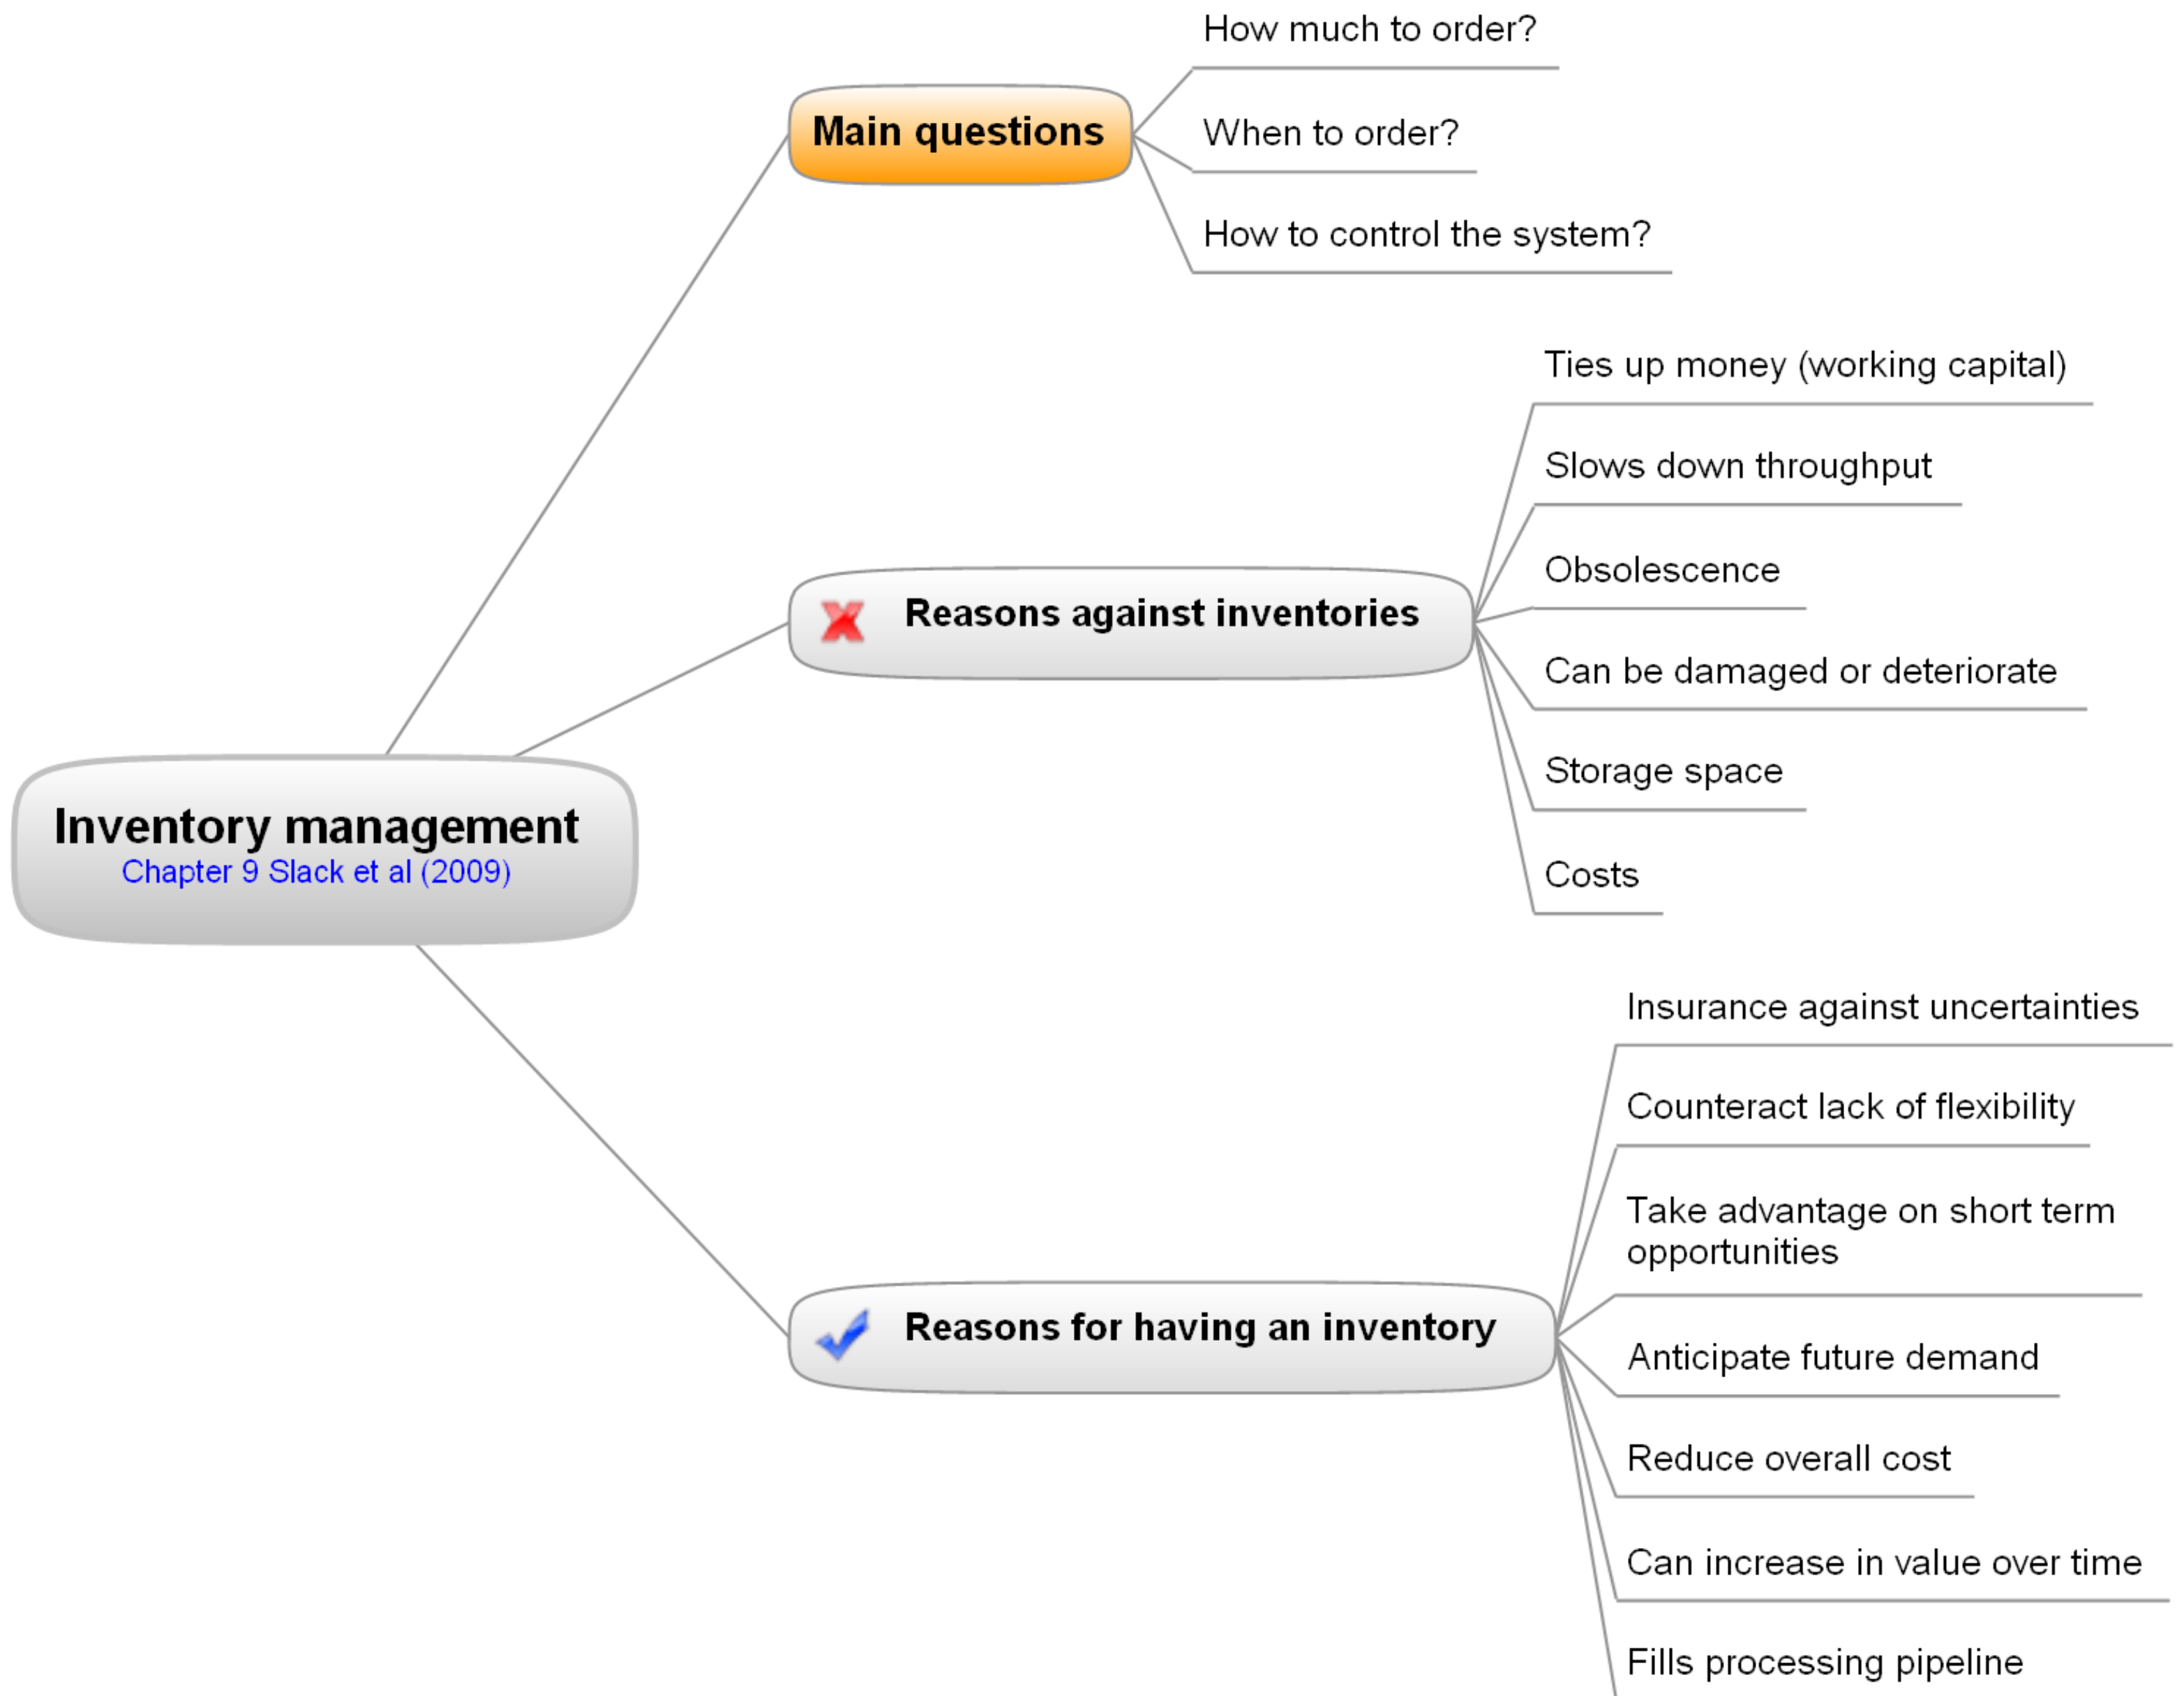 How much to order?
Main questions
When to order?
How to control the system?
Ties up money (working capital)
Slows down throughput
Obsolescence
Reasons against inventories
Can be damaged or deteriorate
Storage space
Inventory management
Chapter 9 Slack et al (2009)
Costs
Insurance against uncertainties
Counteract lack of flexibility
Take advantage on short term
opportunities
Reasons for having an inventory
Anticipate future demand
Reduce overall cost
Can increase in value over time
Fills processing pipeline